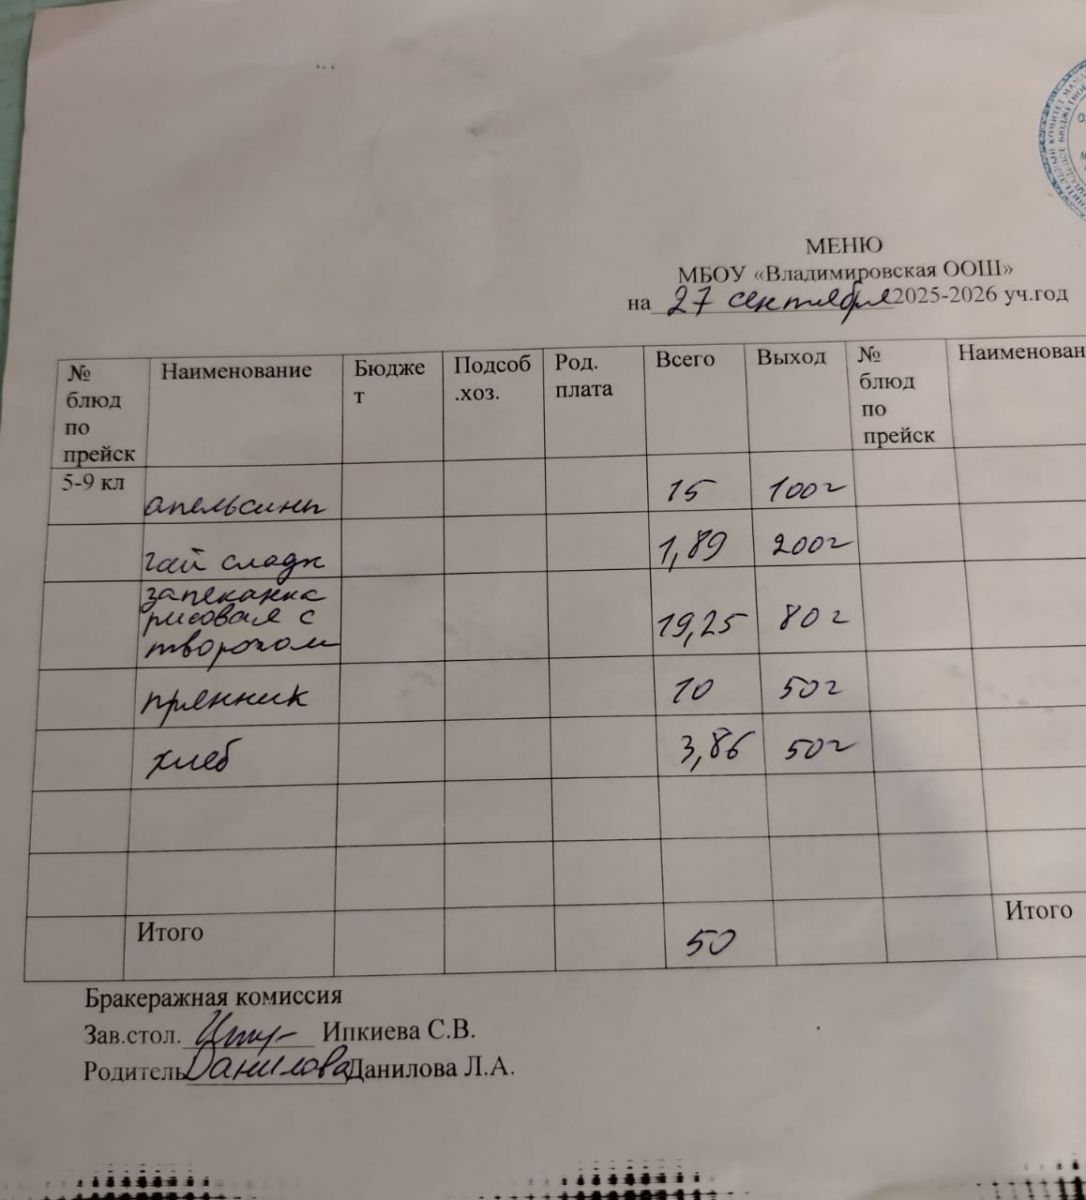 МЕНЮ
МБОУ «Владимировская ООШ»
на 27 сентября 2025-2026 уч.год
№ блюд по прейск Наименование Бюджет Подсоб.хоз. Род. плата Всего Выход № блюд по прейск Наименован
5-9 кл апельсины 15 100г
чай сладк 1,89 200г
запеканка
рисовая с
творогом 19,25 80г
прянник 10 50г
хлеб 3,86 50г
Итого 50 Итого
Бракеражная комиссия
Зав.стол. Ипкиева С.В.
Родитель Данилова Данилова Л.А.